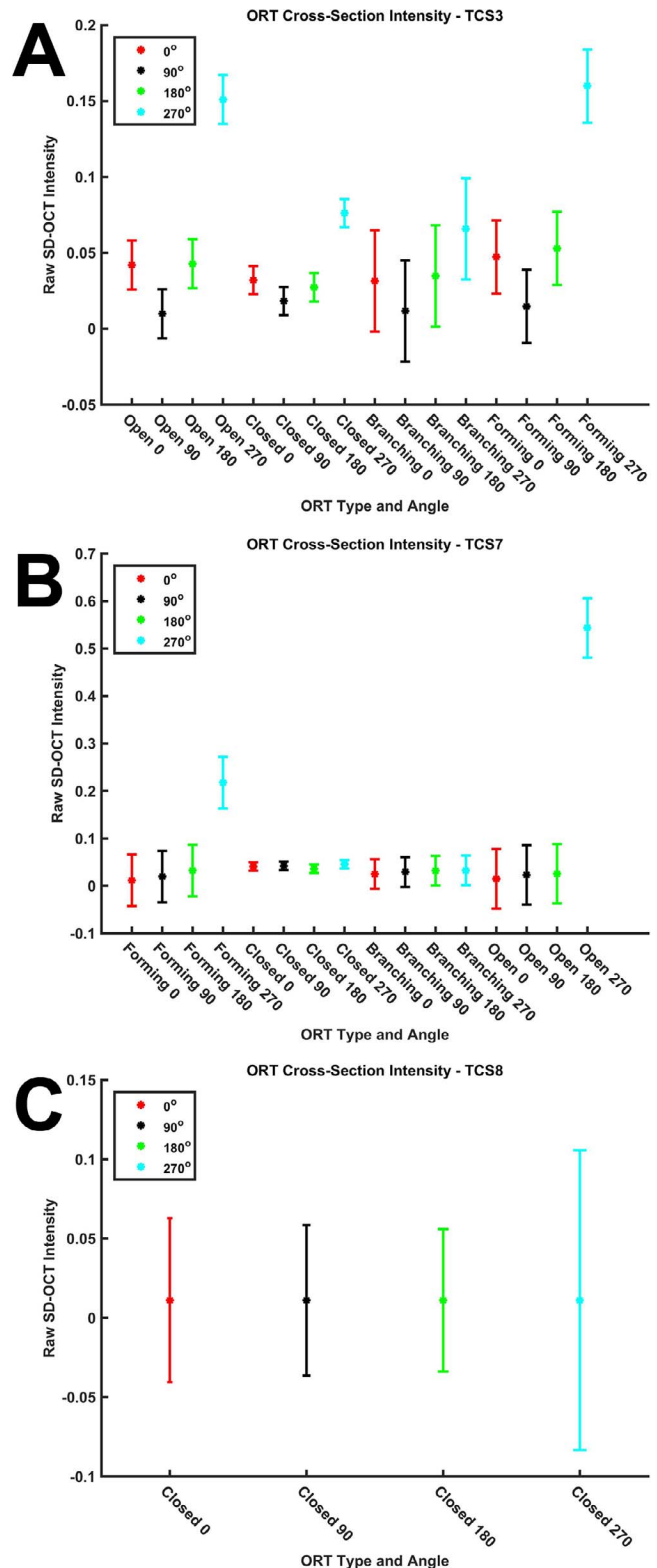 A
ORT Cross-Section Intensity - TCS3
0°
90°
180°
270°
Raw SD-OCT Intensity
0.2
0.15
0.1
0.05
0
-0.05
Open 0
Open 90
Open 180
Open 270
Closed 0
Closed 90
Closed 180
Closed 270
Branching 0
Branching 90
Branching 180
Branching 270
Forming 0
Forming 90
Forming 180
Forming 270
ORT Type and Angle
B
ORT Cross-Section Intensity - TCS7
0°
90°
180°
270°
Raw SD-OCT Intensity
0.7
0.6
0.5
0.4
0.3
0.2
0.1
0
-0.1
Forming 0
Forming 90
Forming 180
Forming 270
Closed 0
Closed 90
Closed 180
Closed 270
Branching 0
Branching 90
Branching 180
Branching 270
Open 0
Open 90
Open 180
Open 270
ORT Type and Angle
C
ORT Cross-Section Intensity - TCS8
0°
90°
180°
270°
Raw SD-OCT Intensity
0.15
0.1
0.05
0
-0.05
-0.1
Closed 0
Closed 90
Closed 180
Closed 270
ORT Type and Angle